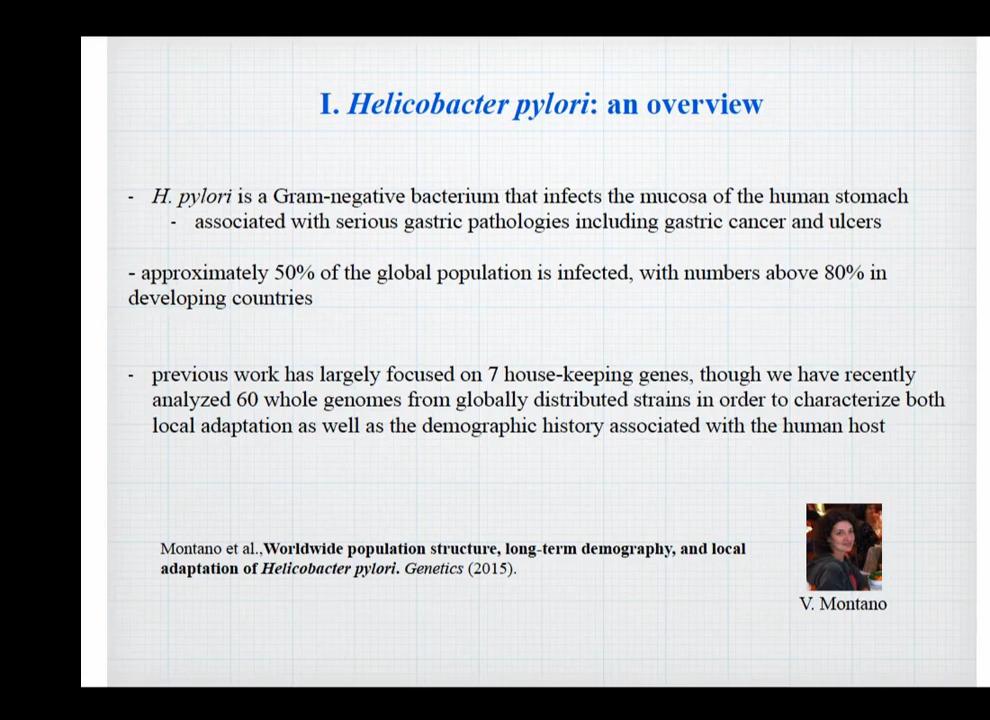 I. Helicobacter pylori: an overview
- H. pylori is a Gram-negative bacterium that infects the mucosa of the human stomach
- associated with serious gastric pathologies including gastric cancer and ulcers
- approximately 50% of the global population is infected, with numbers above 80% in
developing countries
- previous work has largely focused on 7 house-keeping genes, though we have recently
analyzed 60 whole genomes from globally distributed strains in order to characterize both
local adaptation as well as the demographic history associated with the human host
Montano et al.,Worldwide population structure, long-term demography, and local
adaptation of Helicobacter pylori. Genetics (2015).
V. Montano